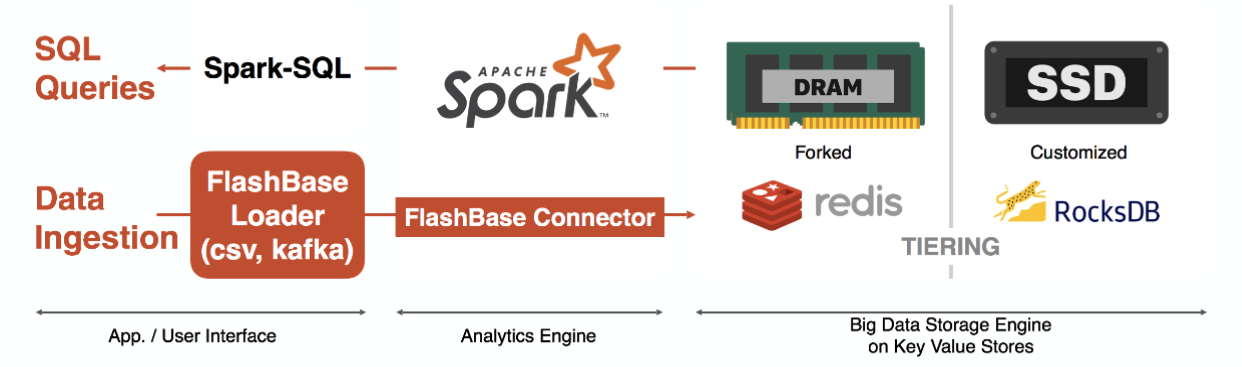 SQL
Queries
Spark-SQL
APACHE
Spark
TM
DRAM
SSD
Forked
Customized
Data
Ingestion
FlashBase
Loader
(csv, kafka)
FlashBase Connector
redis
RocksDB
TIERING
App. / User Interface
Analytics Engine
Big Data Storage Engine
on Key Value Stores